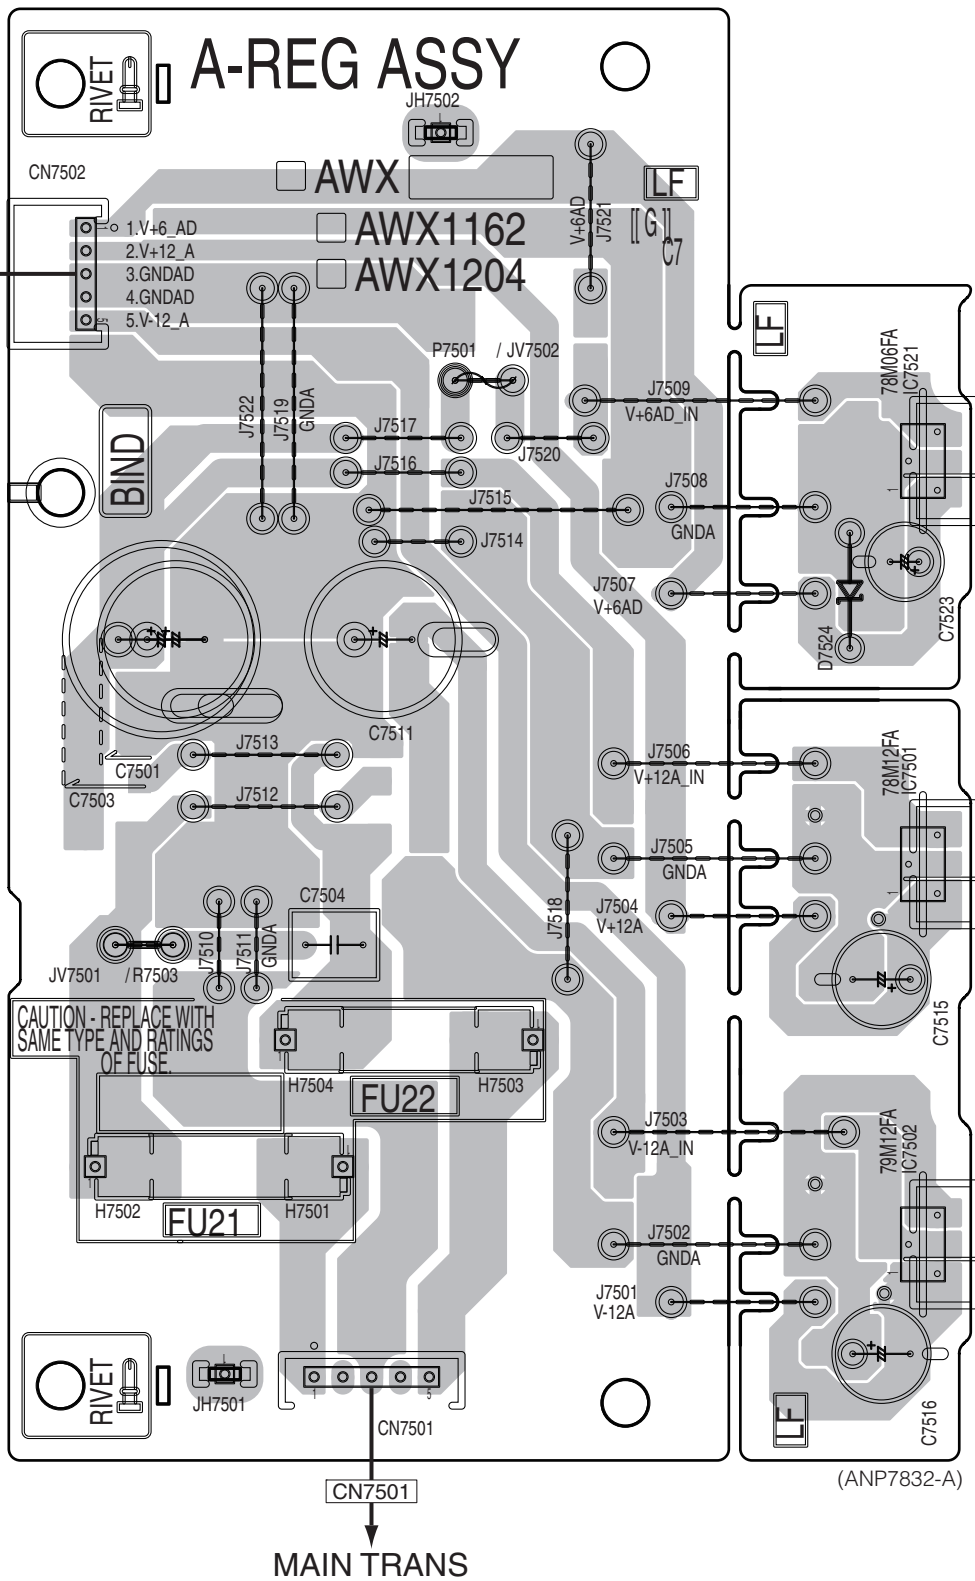 A-REG ASSY
RIVET
JH7502
CN7502
AWX
LF
V+6AD
J7521
[[ G ]]
C7
AWX1162
AWX1204
1.V+6_AD
2.V+12_A
3.GNDAD
4.GNDAD
5.V-12_A
LF
P7501 / JV7502
J7509
V+6AD_IN
78M06FA
IC7521
J7522
J7519
GNDA
J7517
J7520
BIND
J7516
J7508
GNDA
1
J7515
J7514
J7507
V+6AD
D7524
C7523
C7511
J7513
C7501
C7503
J7512
J7506
V+12A_IN
78M12FA
IC7501
J7505
GNDA
1
J7504
V+12A
J7518
C7504
J7510
J7511
GNDA
JV7501 / R7503
C7515
CAUTION - REPLACE WITH
SAME TYPE AND RATINGS
OF FUSE.
H7504
H7503
FU22
J7503
V-12A_IN
79M12FA
IC7502
H7502
H7501
FU21
J7502
GNDA
1
J7501
V-12A
RIVET
JH7501
1
5
CN7501
LF
C7516
CN7501
(ANP7832-A)
MAIN TRANS